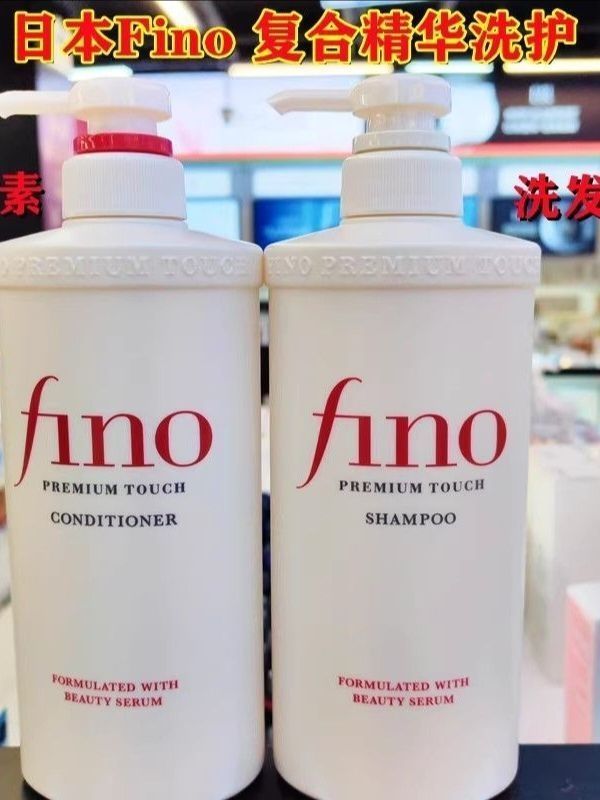 日本Fino 复合精华洗护
素
洗发
PREMIUM TOUCH
FINO PREMIUM TOUCH
fino
PREMIUM TOUCH
CONDITIONER
FORMULATED WITH
BEAUTY SERUM
fino
PREMIUM TOUCH
SHAMPOO
FORMULATED WITH
BEAUTY SERUM